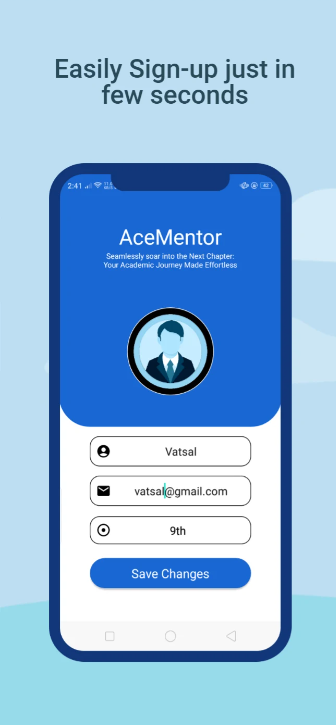 Easily Sign-up just in
few seconds
2:41
AceMentor
Seamlessly soar into the Next Chapter:
Your Academic Journey Made Effortless
Vatsal
vatsal@gmail.com
9th
Save Changes